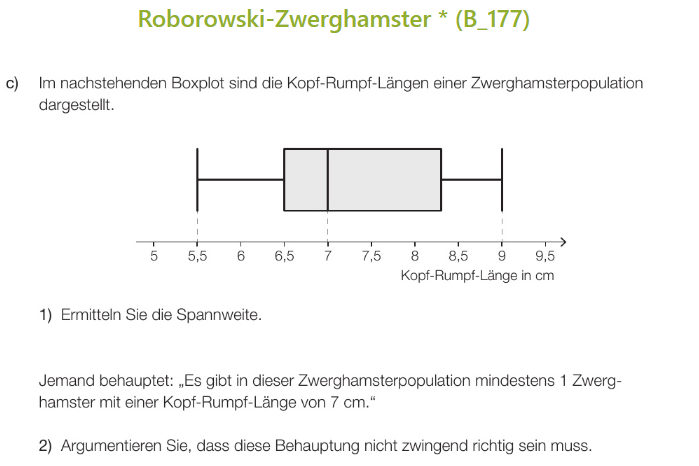 Roborowski-Zwerghamster * (B_177)
c) Im nachstehenden Boxplot sind die Kopf-Rumpf-Längen einer Zwerghamsterpopulation
dargestellt.
5 5,5 6 6,5 7 7,5 8 8,5 9 9,5
Kopf-Rumpf-Länge in cm
1) Ermitteln Sie die Spannweite.
Jemand behauptet: „Es gibt in dieser Zwerghamsterpopulation mindestens 1 Zwerg-
hamster mit einer Kopf-Rumpf-Länge von 7 cm.“
2) Argumentieren Sie, dass diese Behauptung nicht zwingend richtig sein muss.